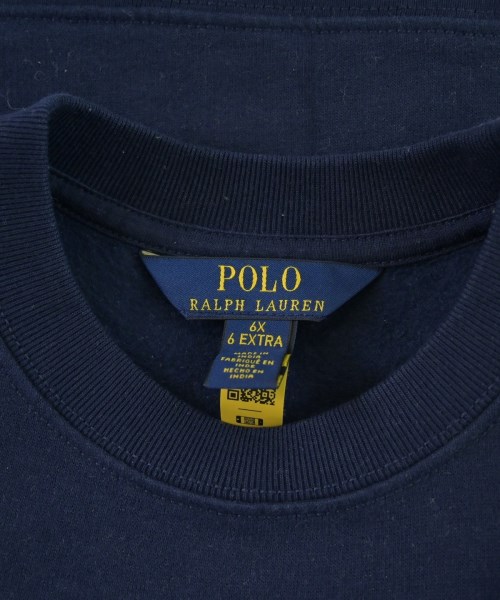 POLO
RALPH LAUREN
6X
6 EXTRA
MADE IN
INDIA
FABRIQUÉ EN
INDE
HECHO EN
INDIA